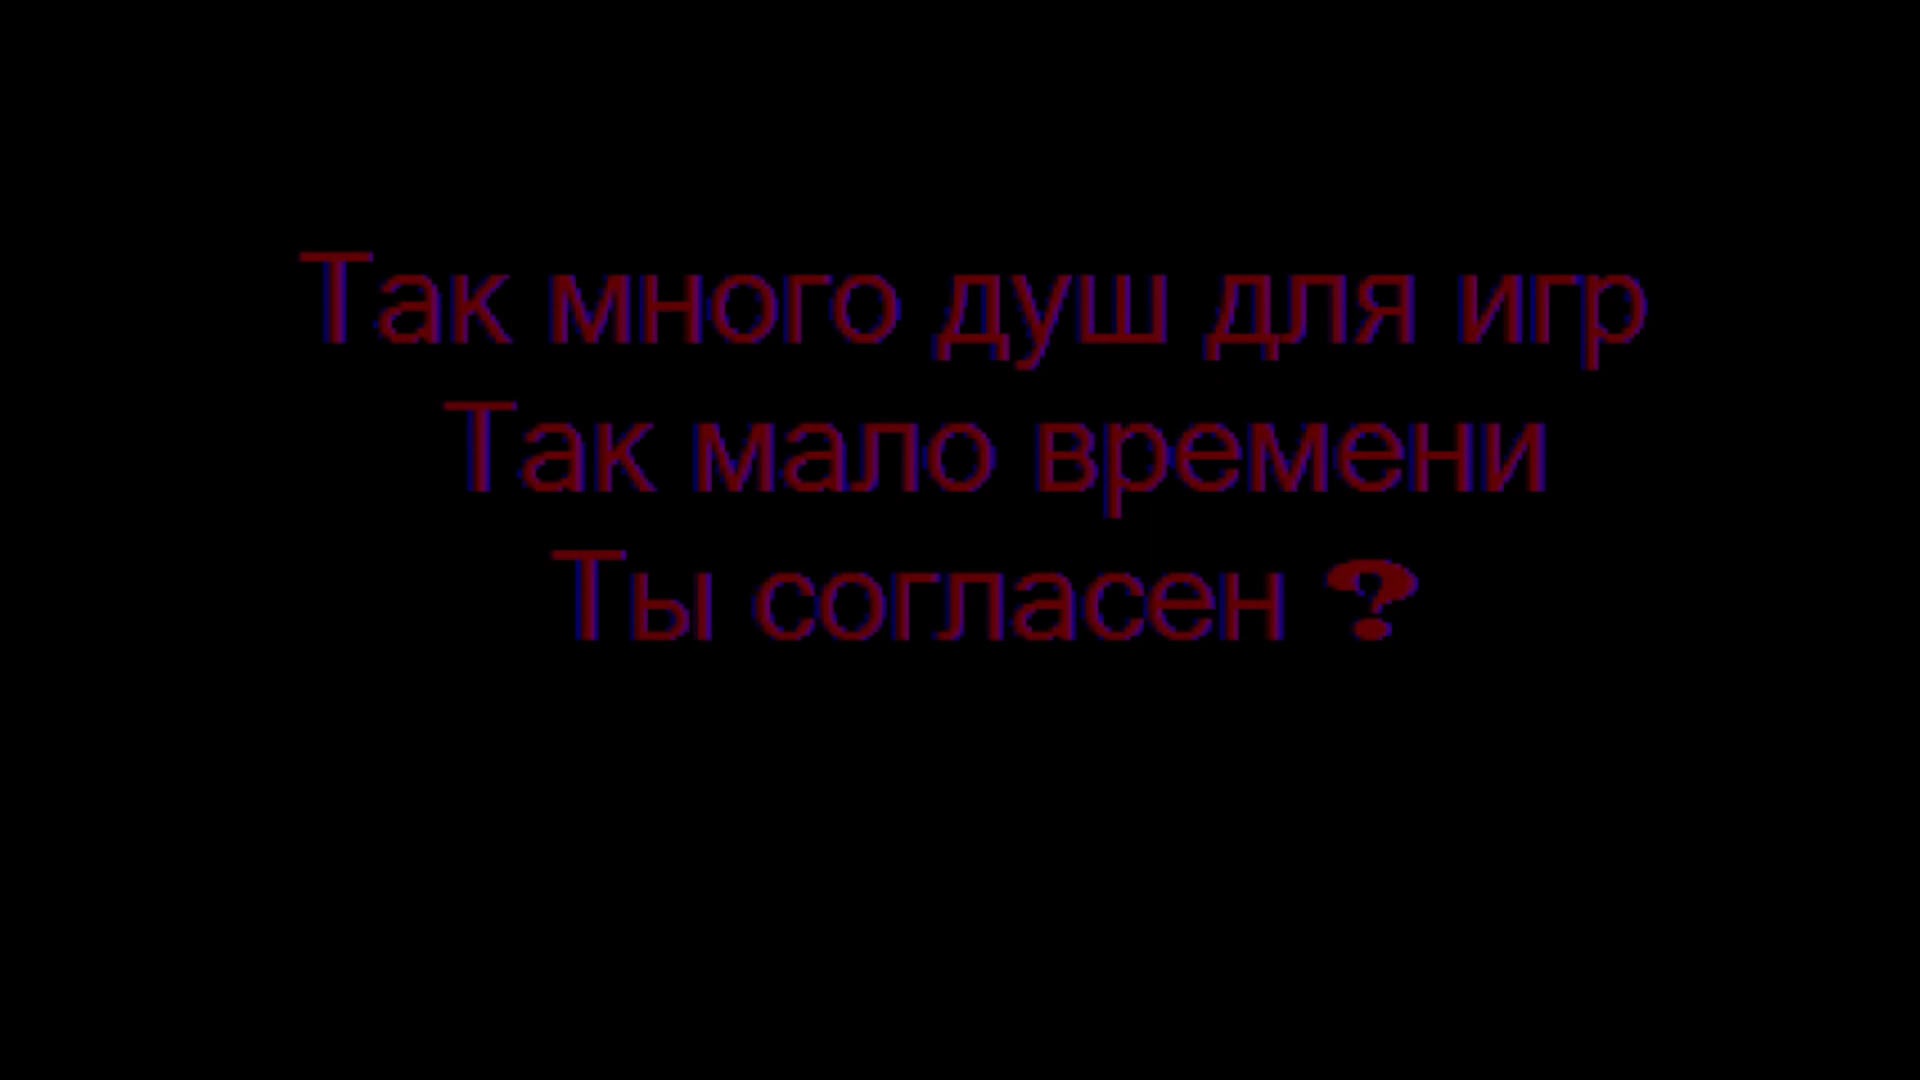 Так много душ для игр
Так мало времени
Ты согласен ?